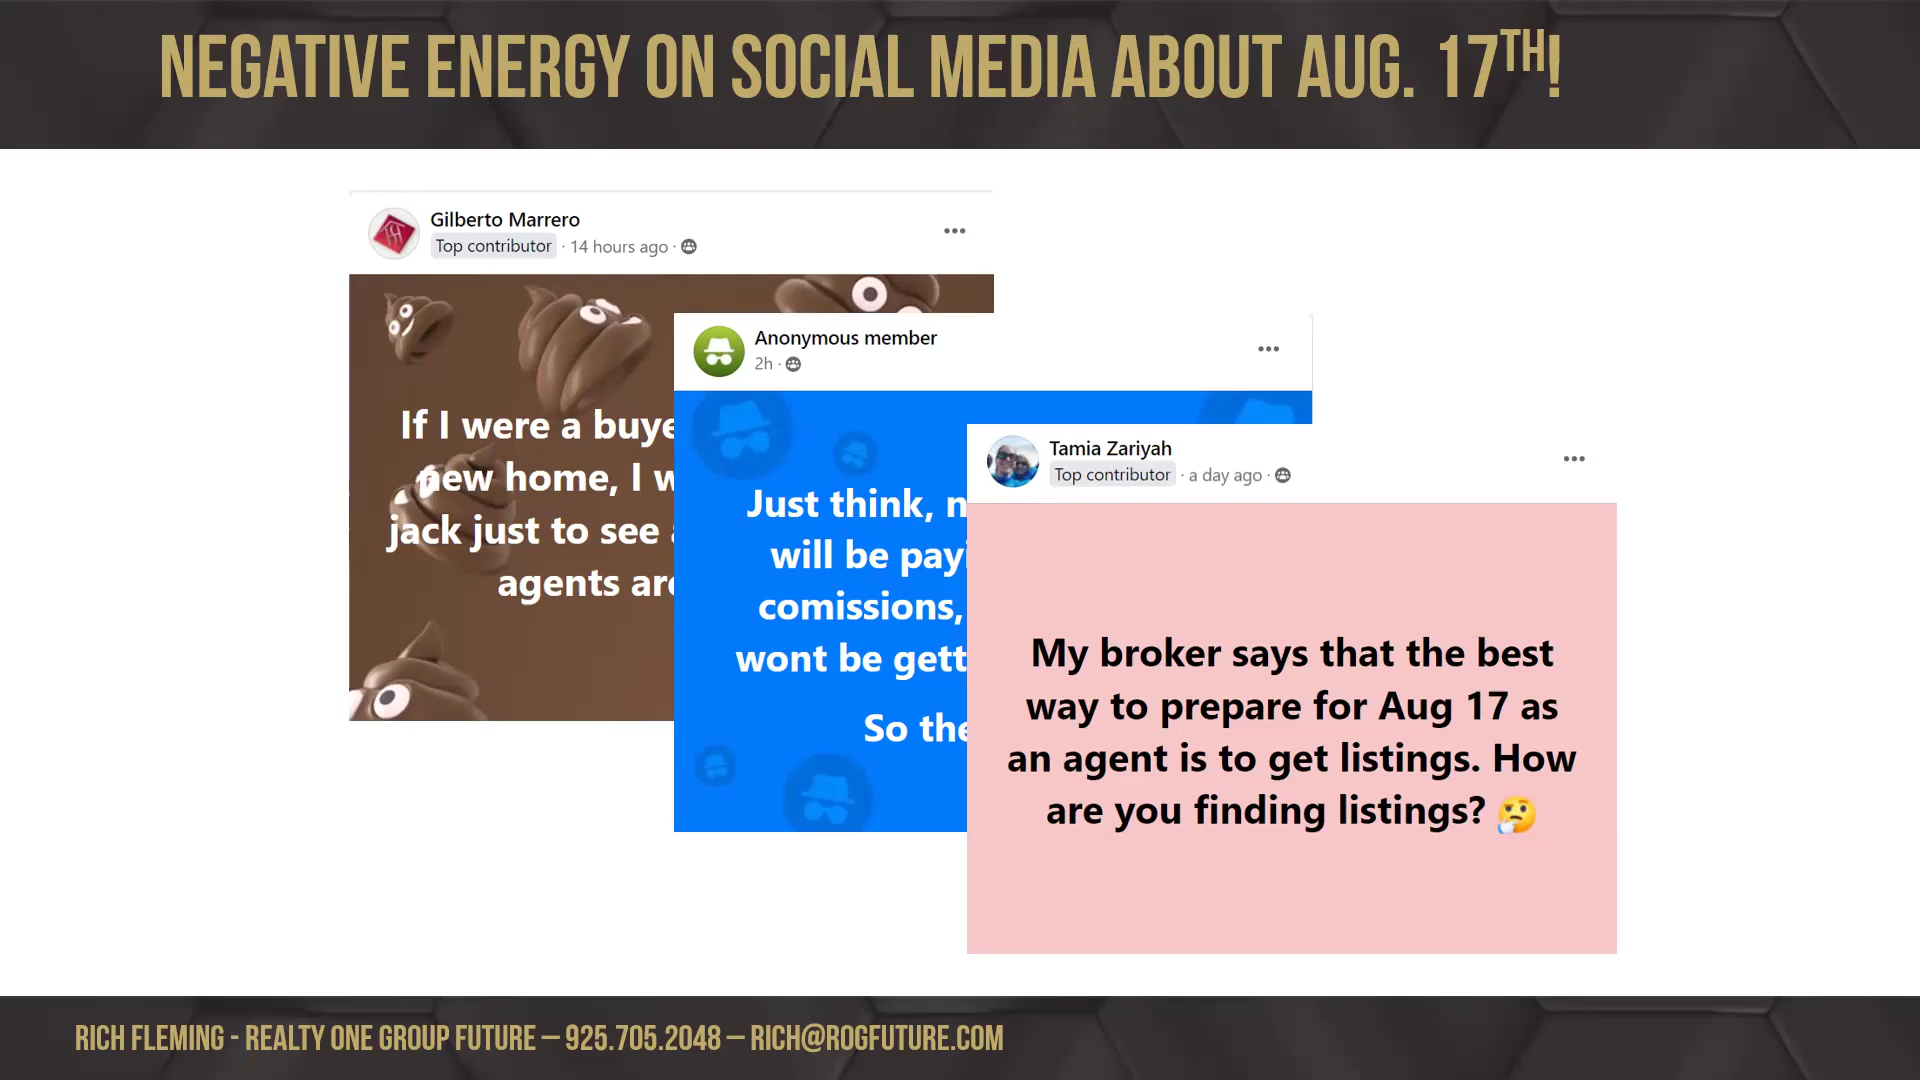 NEGATIVE ENERGY ON SOCIAL MEDIA ABOUT AUG. 17TH!
Gilberto Marrero
Top contributor · 14 hours ago ·
If I were a buye
new home, I w
jack just to see
agents are
Anonymous member
2h ·
Just think, n
will be payi
comissions,
wont be gett
So the
Tamia Zariyah
Top contributor · a day ago ·
My broker says that the best
way to prepare for Aug 17 as
an agent is to get listings. How
are you finding listings? 🤔
RICH FLEMING - REALTY ONE GROUP FUTURE – 925.705.2048 – RICH@ROGFUTURE.COM